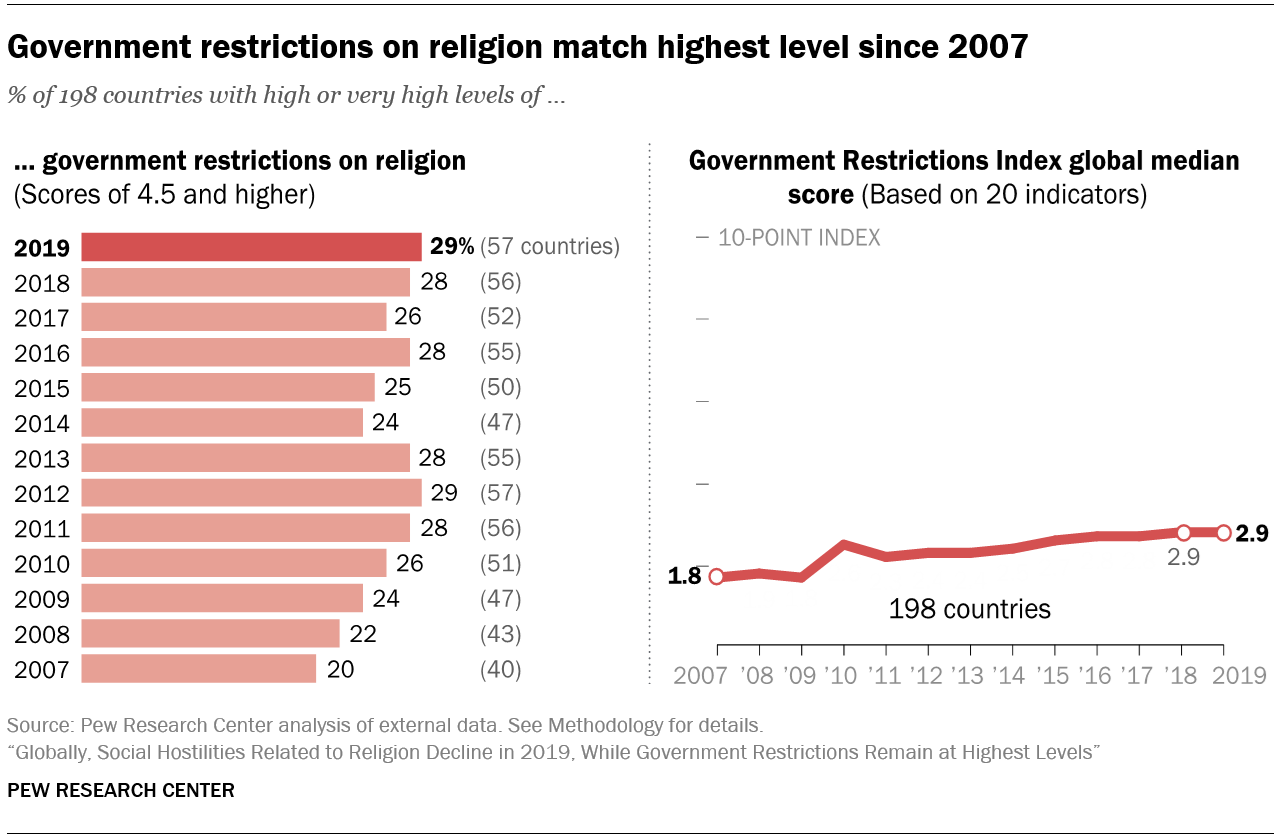 Government restrictions on religion match highest level since 2007
% of 198 countries with high or very high levels of ...
... government restrictions on religion
(Scores of 4.5 and higher)
2019 29% (57 countries)
2018 28 (56)
2017 26 (52)
2016 28 (55)
2015 25 (50)
2014 24 (47)
2013 28 (55)
2012 29 (57)
2011 28 (56)
2010 26 (51)
2009 24 (47)
2008 22 (43)
2007 20 (40)
Government Restrictions Index global median
score (Based on 20 indicators)
10-POINT INDEX
2.9
2.9
1.8
198 countries
2007 ’08 ’09 ’10 ’11 ’12 ’13 ’14 ’15 ’16 ’17 ’18 2019
Source: Pew Research Center analysis of external data. See Methodology for details.
“Globally, Social Hostilities Related to Religion Decline in 2019, While Government Restrictions Remain at Highest Levels”
PEW RESEARCH CENTER